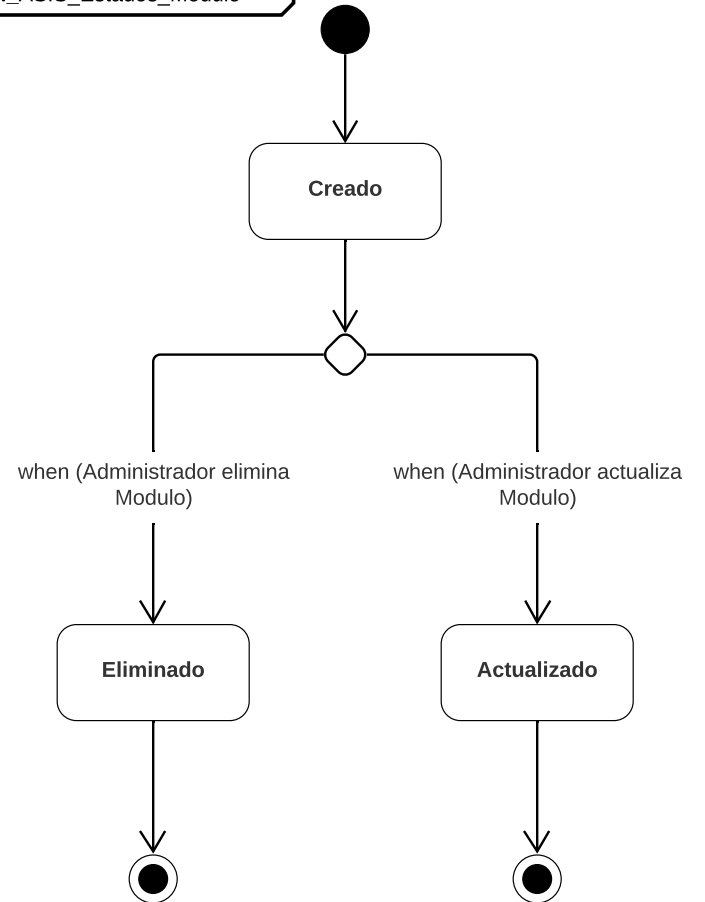 Creado
when (Administrador elimina
Modulo)
when (Administrador actualiza
Modulo)
Eliminado
Actualizado